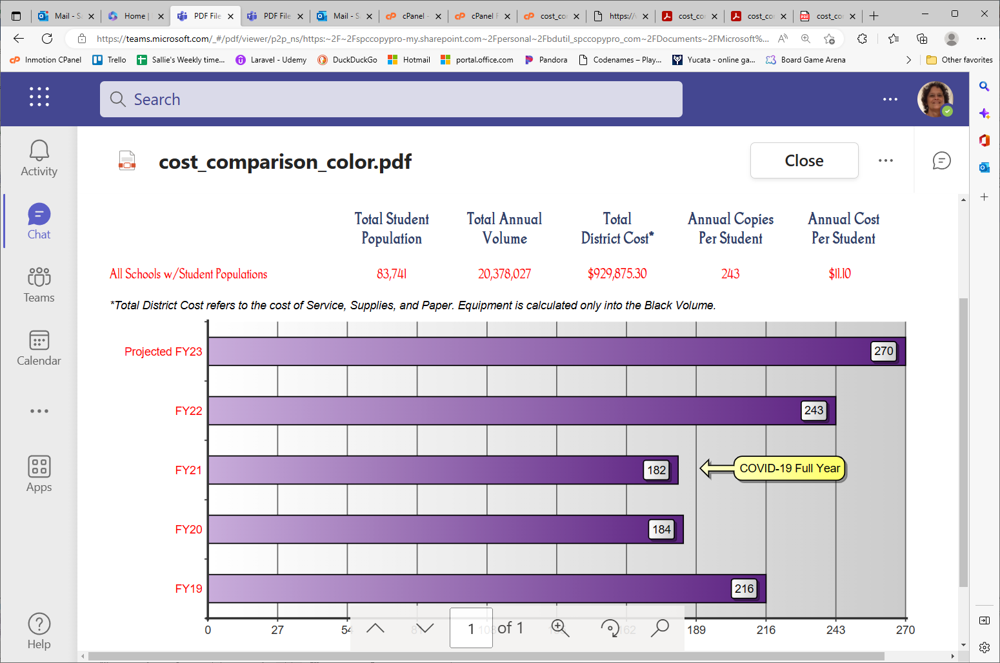 Mail - S
Home |
PDF File
PDF File
Mail - S
cPanel -
cPanel F
cost_co
https://
cost_co
cost_co
cost_co
https://teams.microsoft.com/_#/pdf/viewer/p2p_ns/https:~2F~2Fspccopypro-my.sharepoint.com~2Fpersonal~2Fbdutil_spccopypro_com~2FDocuments~2FMicrosoft%...
Inmotion CPanel
Trello
Sallie's Weekly time...
Laravel - Udemy
DuckDuckGo
Hotmail
portal.office.com
Pandora
Codenames – Play...
Yucata - online ga...
Board Game Arena
Other favorites
Search
Activity
Chat
Teams
Calendar
Apps
Help
cost_comparison_color.pdf
Close
Total Student Population
Total Annual Volume
Total District Cost*
Annual Copies Per Student
Annual Cost Per Student
All Schools w/Student Populations 83,741 20,378,027 $929,875.30 243 $11.10
*Total District Cost refers to the cost of Service, Supplies, and Paper. Equipment is calculated only into the Black Volume.
Projected FY23 270
FY22 243
FY21 182 COVID-19 Full Year
FY20 184
FY19 216
0 27 54 81 108 162 189 216 243 270
1 of 1